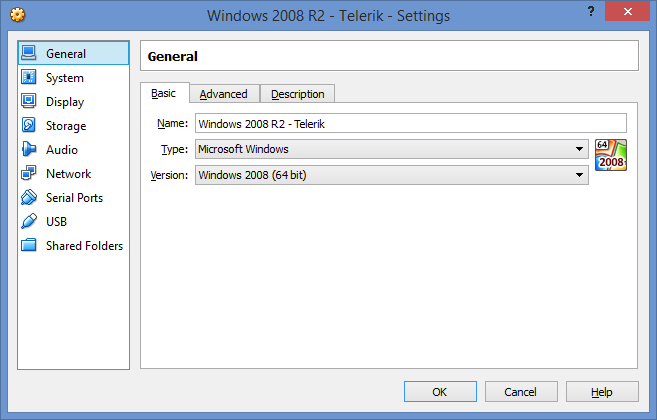 Windows 2008 R2 - Telerik - Settings
?
General
System
Display
Storage
Audio
Network
Serial Ports
USB
Shared Folders
General
Basic
Advanced
Description
Name: Windows 2008 R2 - Telerik
Type: Microsoft Windows
64
2008
Version: Windows 2008 (64 bit)
OK
Cancel
Help